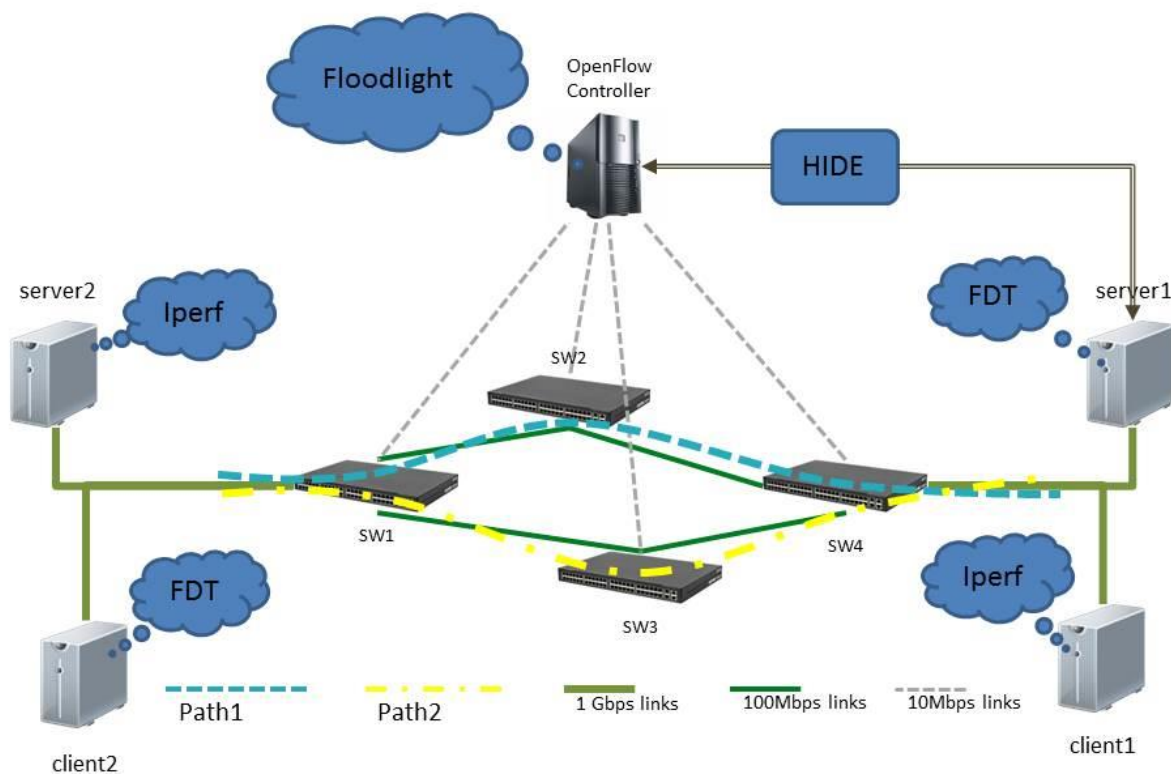 Floodlight
OpenFlow
Controller
HIDE
server2
Iperf
FDT
server1
SW2
SW1
SW4
SW3
FDT
Iperf
Path1
Path2
1 Gbps links
100Mbps links
10Mbps links
client2
client1